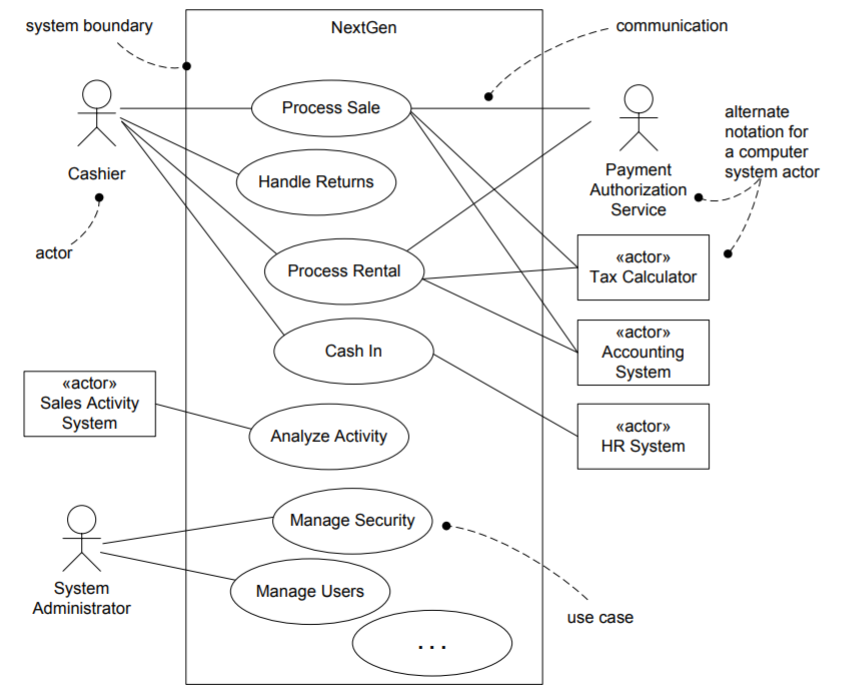 system boundary
NextGen
communication
Process Sale
alternate
notation for
a computer
system actor
Cashier
Handle Returns
Payment
Authorization
Service
actor
Process Rental
«actor»
Tax Calculator
Cash In
«actor»
Accounting
System
«actor»
Sales Activity
System
Analyze Activity
«actor»
HR System
Manage Security
System
Administrator
Manage Users
use case
. . .